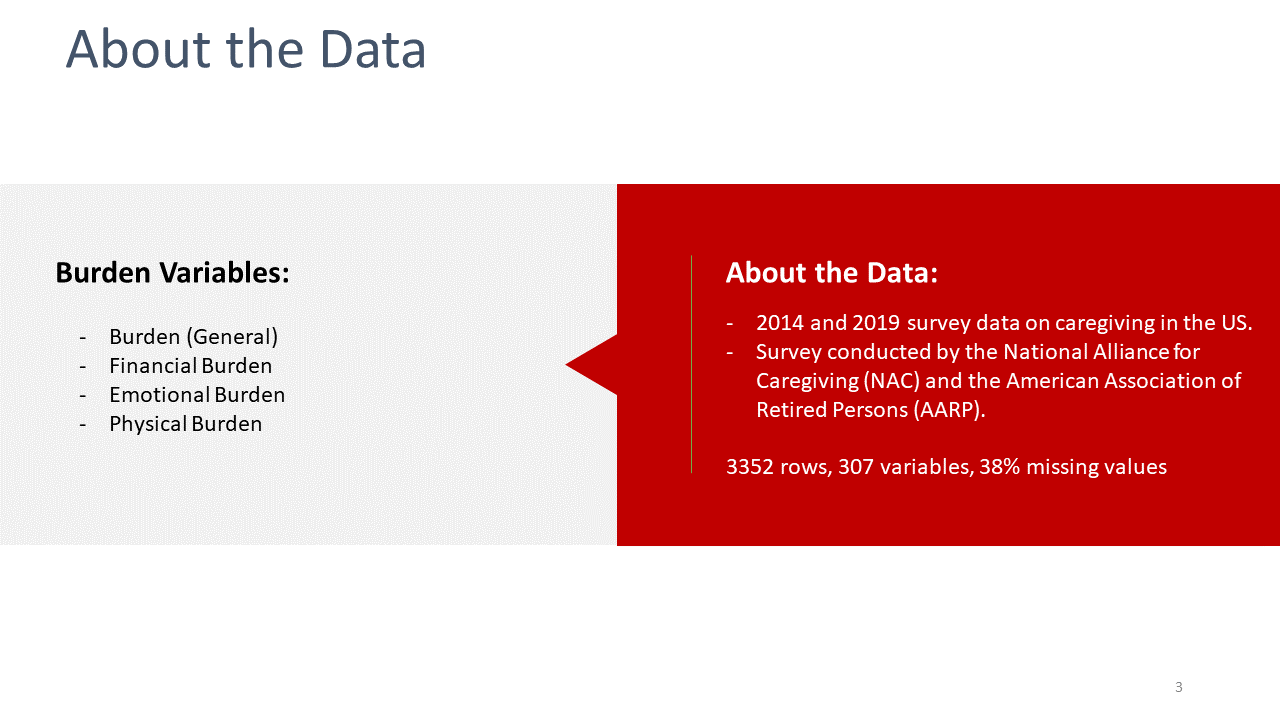 About the Data
Burden Variables:
- Burden (General)
- Financial Burden
- Emotional Burden
- Physical Burden
About the Data:
- 2014 and 2019 survey data on caregiving in the US.
- Survey conducted by the National Alliance for
Caregiving (NAC) and the American Association of
Retired Persons (AARP).
3352 rows, 307 variables, 38% missing values
3